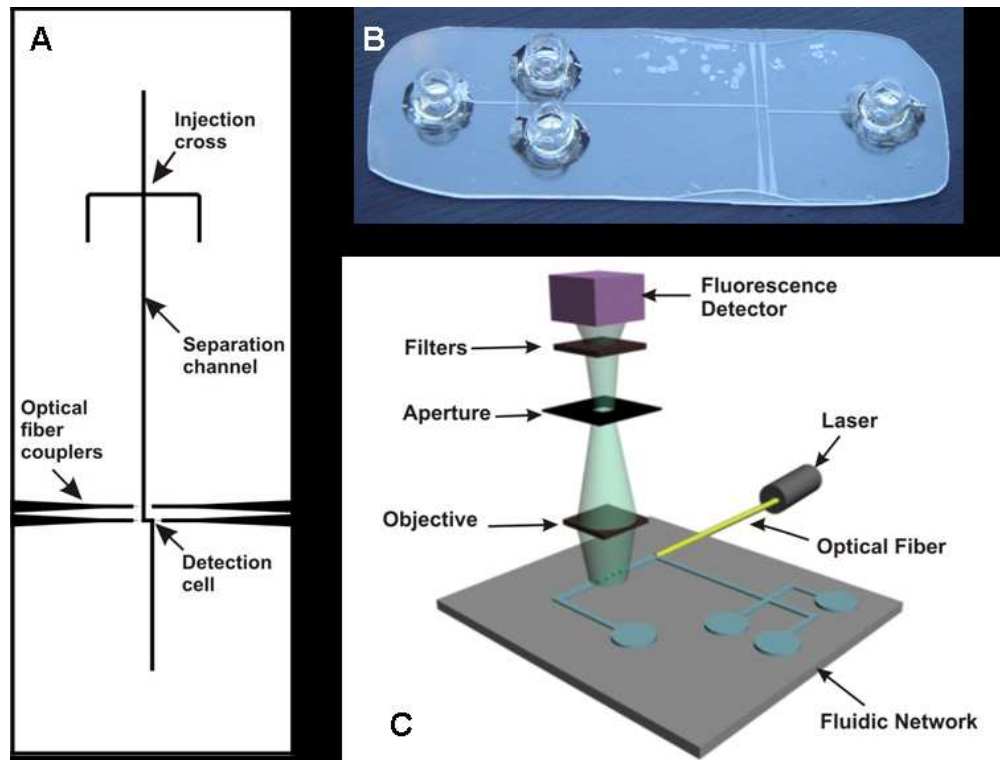 A
Injection
cross
Separation
channel
Optical
fiber
couplers
Detection
cell
B
Fluorescence
Detector
Filters
Aperture
Laser
Objective
Optical Fiber
Fluidic Network
C